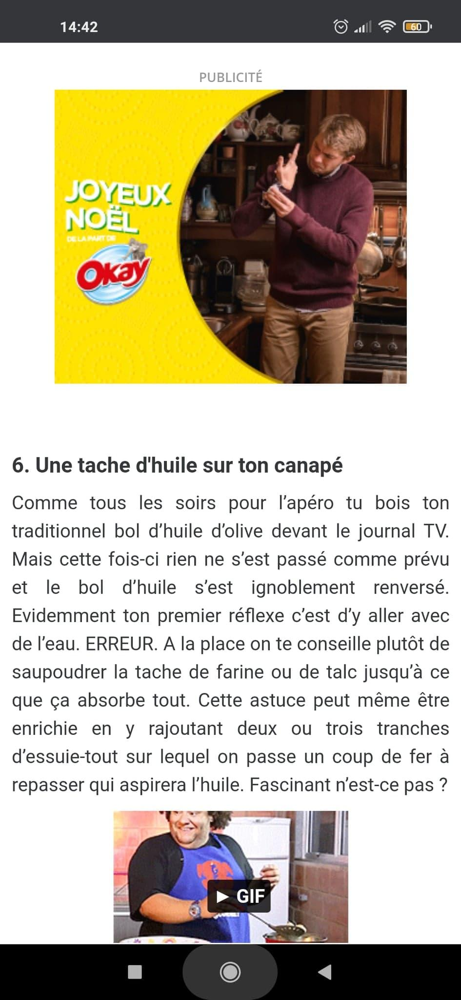 14:42
60
PUBLICITÉ
JOYEUX
NOËL
DE LA PART DE
Okay
6. Une tache d'huile sur ton canapé
Comme tous les soirs pour l’apéro tu bois ton
traditionnel bol d’huile d’olive devant le journal TV.
Mais cette fois-ci rien ne s’est passé comme prévu
et le bol d’huile s’est ignoblement renversé.
Evidemment ton premier réflexe c’est d’y aller avec
de l’eau. ERREUR. A la place on te conseille plutôt de
saupoudrer la tache de farine ou de talc jusqu’à ce
que ça absorbe tout. Cette astuce peut même être
enrichie en y rajoutant deux ou trois tranches
d’essuie-tout sur lequel on passe un coup de fer à
repasser qui aspirera l’huile. Fascinant n’est-ce pas ?
GIF